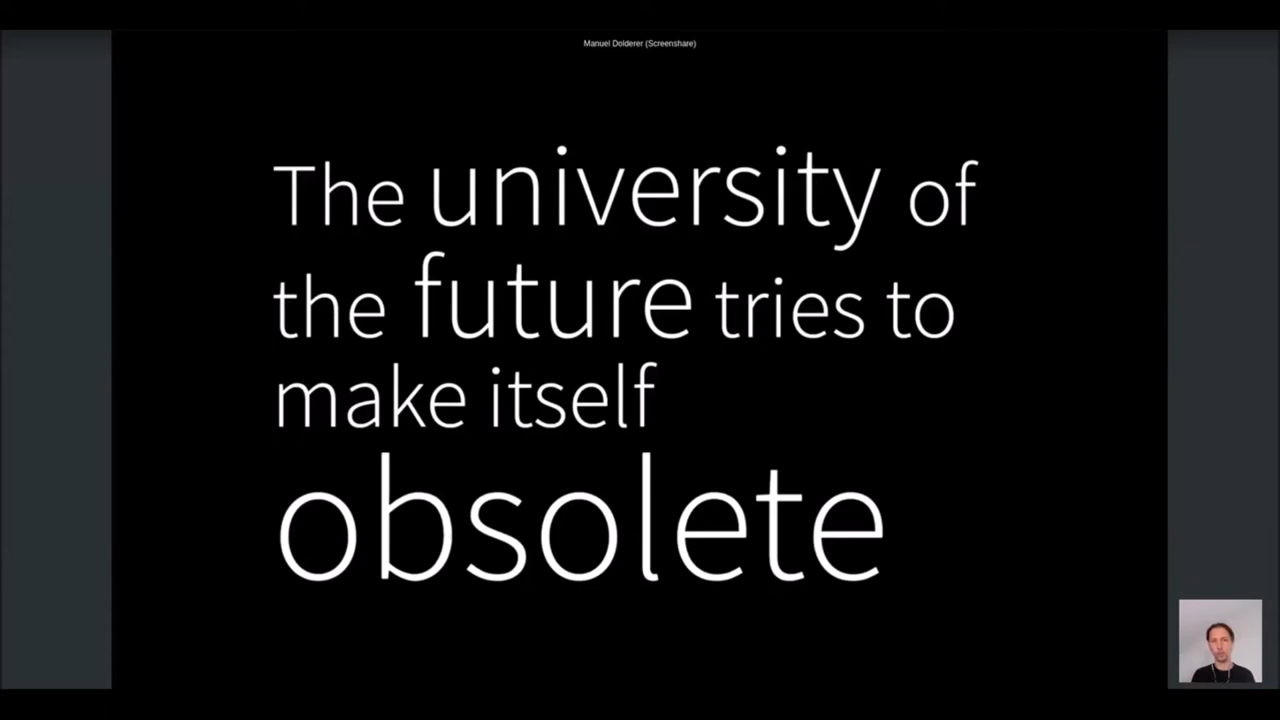 Manuel Dolderer (Screenshare)
The university of
the future tries to
make itself
obsolete